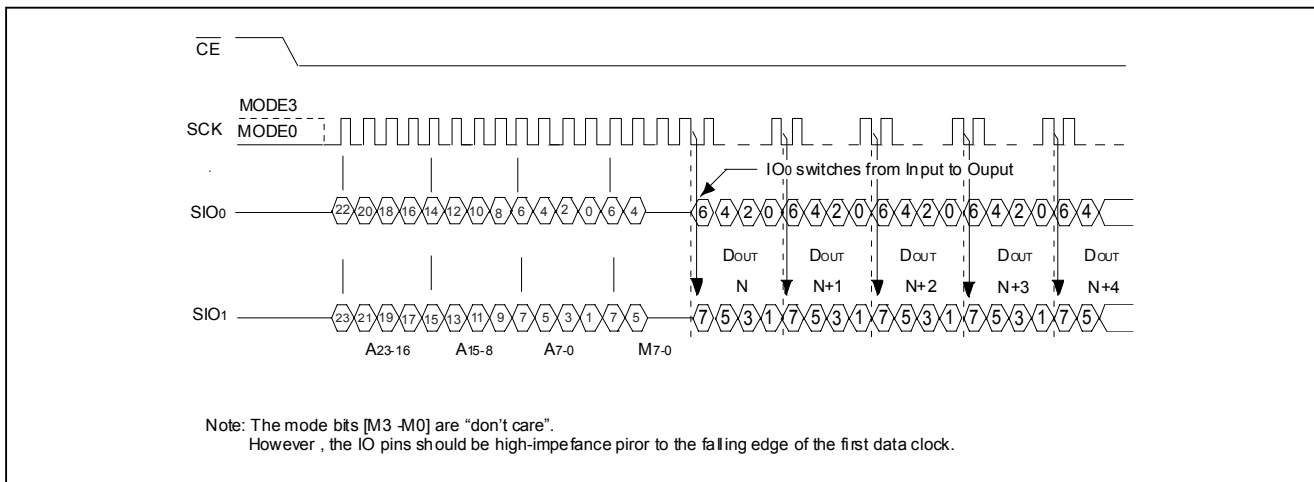 CE
MODE3
SCK MODE0
IO0 switches from Input to Ouput
SIO0 22 20 18 16 14 12 10 8 6 4 2 0 6 4 6 4 2 0 6 4 2 0 6 4 2 0 6 4 2 0 6 4
DOUT DOUT DOUT DOUT DOUT
N N+1 N+2 N+3 N+4
SIO1 23 21 19 17 15 13 11 9 7 5 3 1 7 5 7 5 3 1 7 5 3 1 7 5 3 1 7 5 3 1 7 5
A23-16 A15-8 A7-0 M7-0
Note: The mode bits [M3 -M0] are “don’t care”.
However , the IO pins should be high-impefance piror to the falling edge of the first data clock.